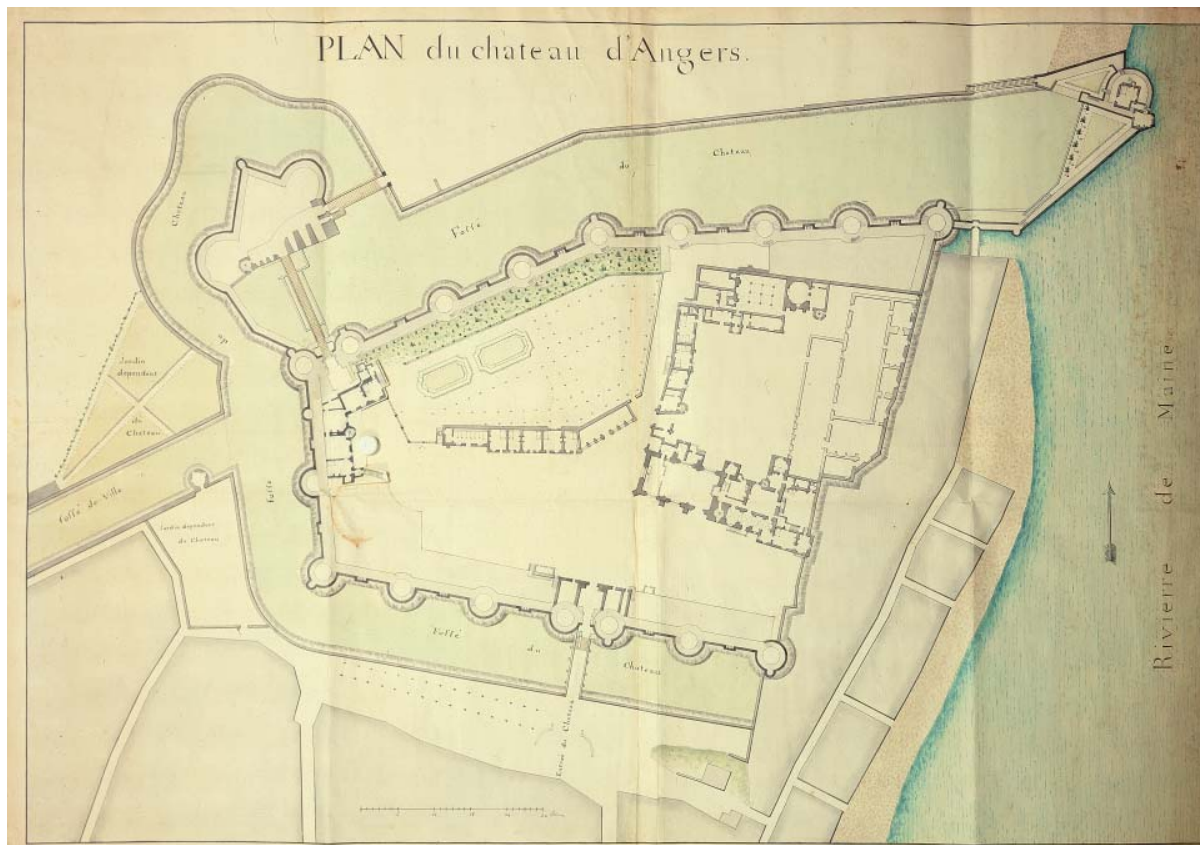 PLAN du chateau d'Angers.
du Chateau
Chateau
Fossé
du
Jardin
dependant
du
Chateau
Fossé de Ville
Fossé
Jardin dependant
du Chateau
Fossé
du
Chateau
Entrée du Chateau
Rivierre de Maine